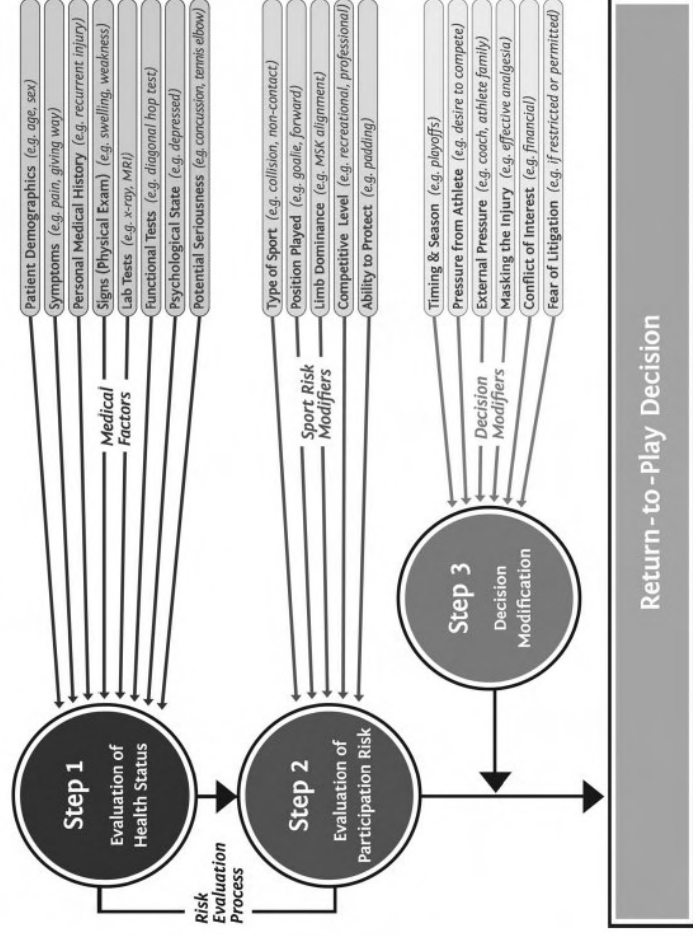 Step 1
Evaluation of
Health Status
Medical
Factors
Patient Demographics (e.g. age, sex)
Symptoms (e.g. pain, giving way)
Personal Medical History (e.g. recurrent injury)
Signs (Physical Exam) (e.g. swelling, weakness)
Lab Tests (e.g. x-ray, MRI)
Functional Tests (e.g. diagonal hop test)
Psychological State (e.g. depressed)
Potential Seriousness (e.g. concussion, tennis elbow)
Risk
Evaluation
Process
Step 2
Evaluation of
Participation Risk
Sport Risk
Modifiers
Type of Sport (e.g. collision, non-contact)
Position Played (e.g. goalie, forward)
Limb Dominance (e.g. MSK alignment)
Competitive Level (e.g. recreational, professional)
Ability to Protect (e.g. padding)
Step 3
Decision
Modification
Decision
Modifiers
Timing & Season (e.g. playoffs)
Pressure from Athlete (e.g. desire to compete)
External Pressure (e.g. coach, athlete family)
Masking the Injury (e.g. effective analgesia)
Conflict of Interest (e.g. financial)
Fear of Litigation (e.g. if restricted or permitted)
Return-to-Play Decision